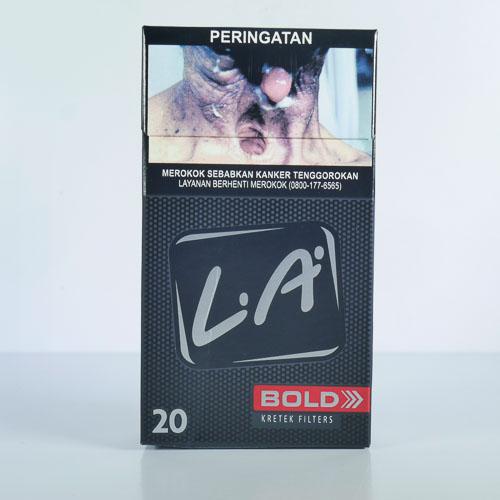 PERINGATAN
MEROKOK SEBABKAN KANKER TENGGOROKAN
LAYANAN BERHENTI MEROKOK (0800-177-6565)
L.A.
BOLD
KRETEK FILTERS
20